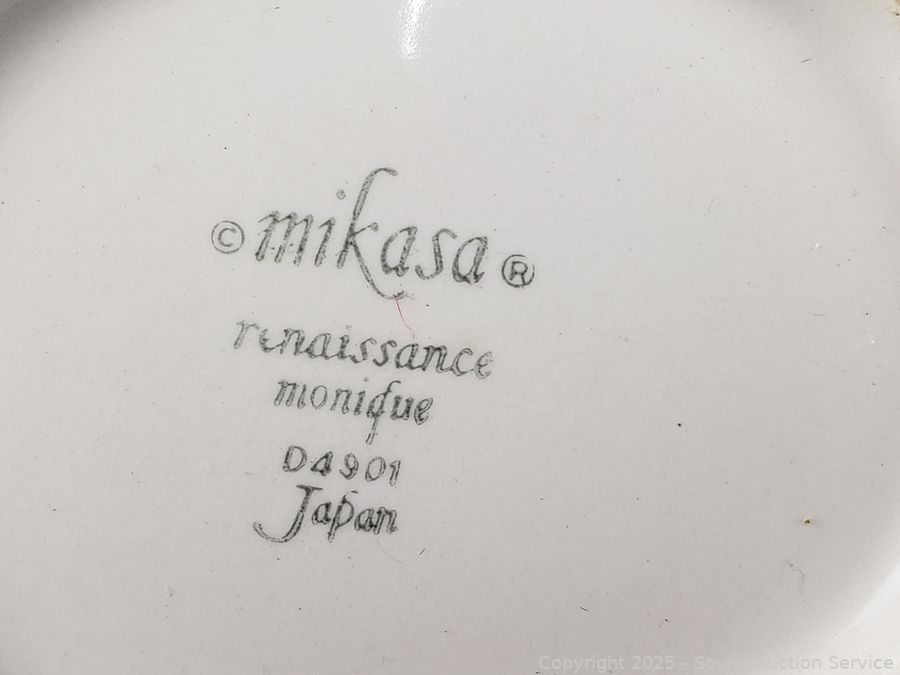 © mikasa ®
renaissance
monique
D4901
Japan
Copyright 2025 - Sound Auction Service